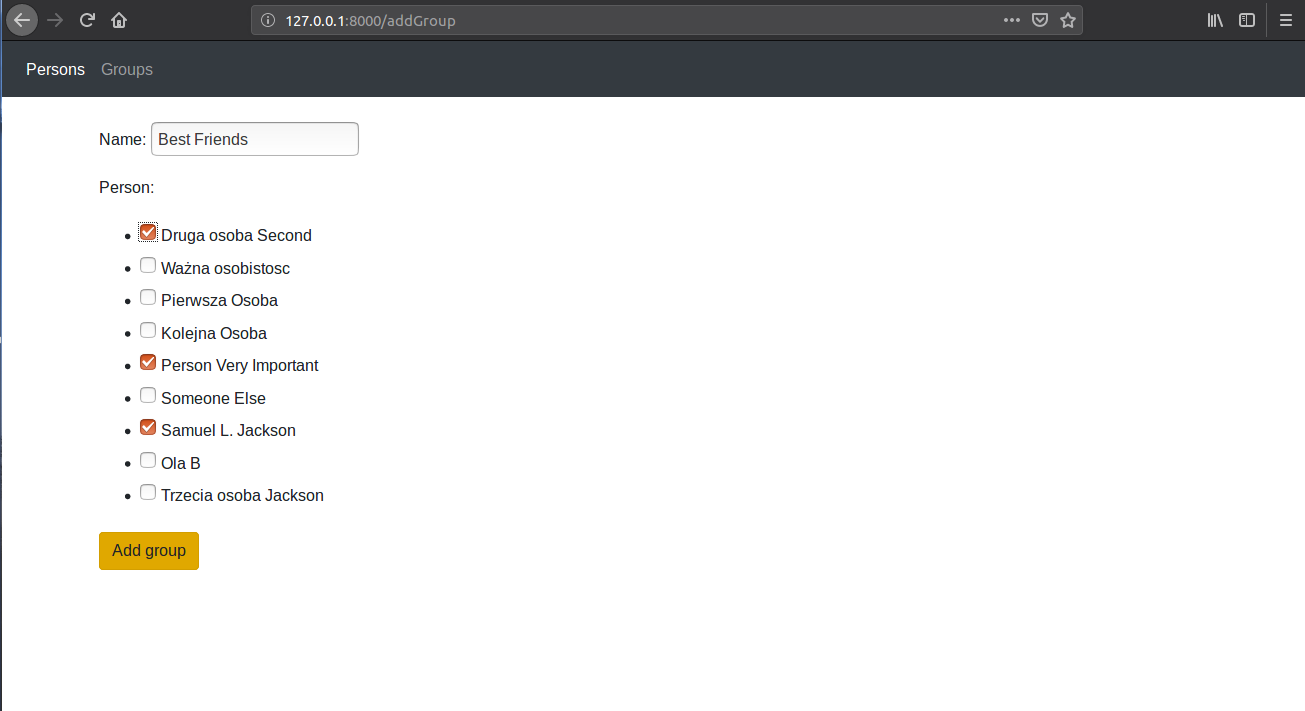 127.0.0.1:8000/addGroup
Persons Groups
Name: Best Friends
Person:
Druga osoba Second
Ważna osobistosc
Pierwsza Osoba
Kolejna Osoba
Person Very Important
Someone Else
Samuel L. Jackson
Ola B
Trzecia osoba Jackson
Add group